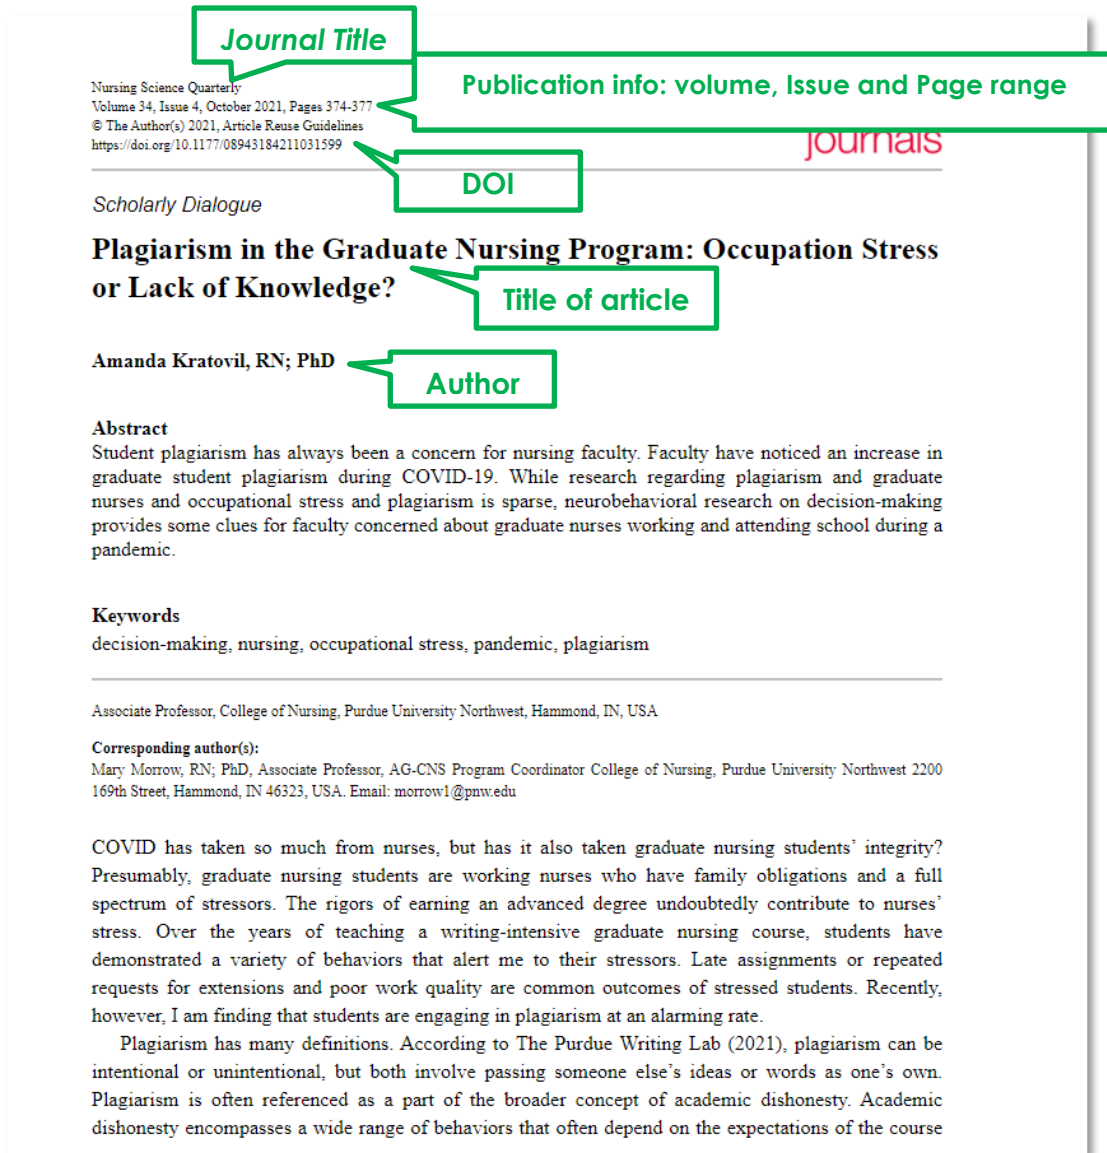 Journal Title
Publication info: volume, Issue and Page range
Nursing Science Quarterly
Volume 34, Issue 4, October 2021, Pages 374-377
© The Author(s) 2021, Article Reuse Guidelines
https://doi.org/10.1177/08943184211031599
journals
DOI
Scholarly Dialogue
Plagiarism in the Graduate Nursing Program: Occupation Stress
or Lack of Knowledge?
Title of article
Amanda Kratovil, RN; PhD
Author
Abstract
Student plagiarism has always been a concern for nursing faculty. Faculty have noticed an increase in
graduate student plagiarism during COVID-19. While research regarding plagiarism and graduate
nurses and occupational stress and plagiarism is sparse, neurobehavioral research on decision-making
provides some clues for faculty concerned about graduate nurses working and attending school during a
pandemic.
Keywords
decision-making, nursing, occupational stress, pandemic, plagiarism
Associate Professor, College of Nursing, Purdue University Northwest, Hammond, IN, USA
Corresponding author(s):
Mary Morrow, RN; PhD, Associate Professor, AG-CNS Program Coordinator College of Nursing, Purdue University Northwest 2200
169th Street, Hammond, IN 46323, USA. Email: morrow1@pnw.edu
COVID has taken so much from nurses, but has it also taken graduate nursing students' integrity?
Presumably, graduate nursing students are working nurses who have family obligations and a full
spectrum of stressors. The rigors of earning an advanced degree undoubtedly contribute to nurses'
stress. Over the years of teaching a writing-intensive graduate nursing course, students have
demonstrated a variety of behaviors that alert me to their stressors. Late assignments or repeated
requests for extensions and poor work quality are common outcomes of stressed students. Recently,
however, I am finding that students are engaging in plagiarism at an alarming rate.
Plagiarism has many definitions. According to The Purdue Writing Lab (2021), plagiarism can be
intentional or unintentional, but both involve passing someone else's ideas or words as one's own.
Plagiarism is often referenced as a part of the broader concept of academic dishonesty. Academic
dishonesty encompasses a wide range of behaviors that often depend on the expectations of the course